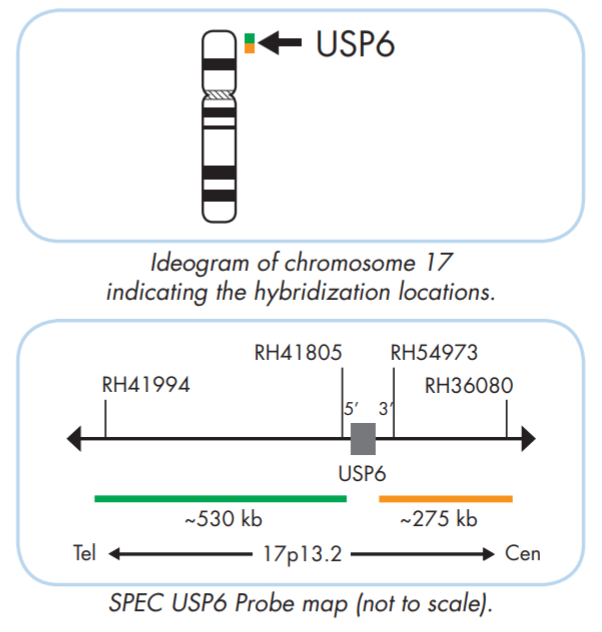 USP6
Ideogram of chromosome 17
indicating the hybridization locations.
RH41805 RH54973
RH41994 RH36080
5’ 3’
USP6
~530 kb ~275 kb
Tel 17p13.2 Cen
SPEC USP6 Probe map (not to scale).